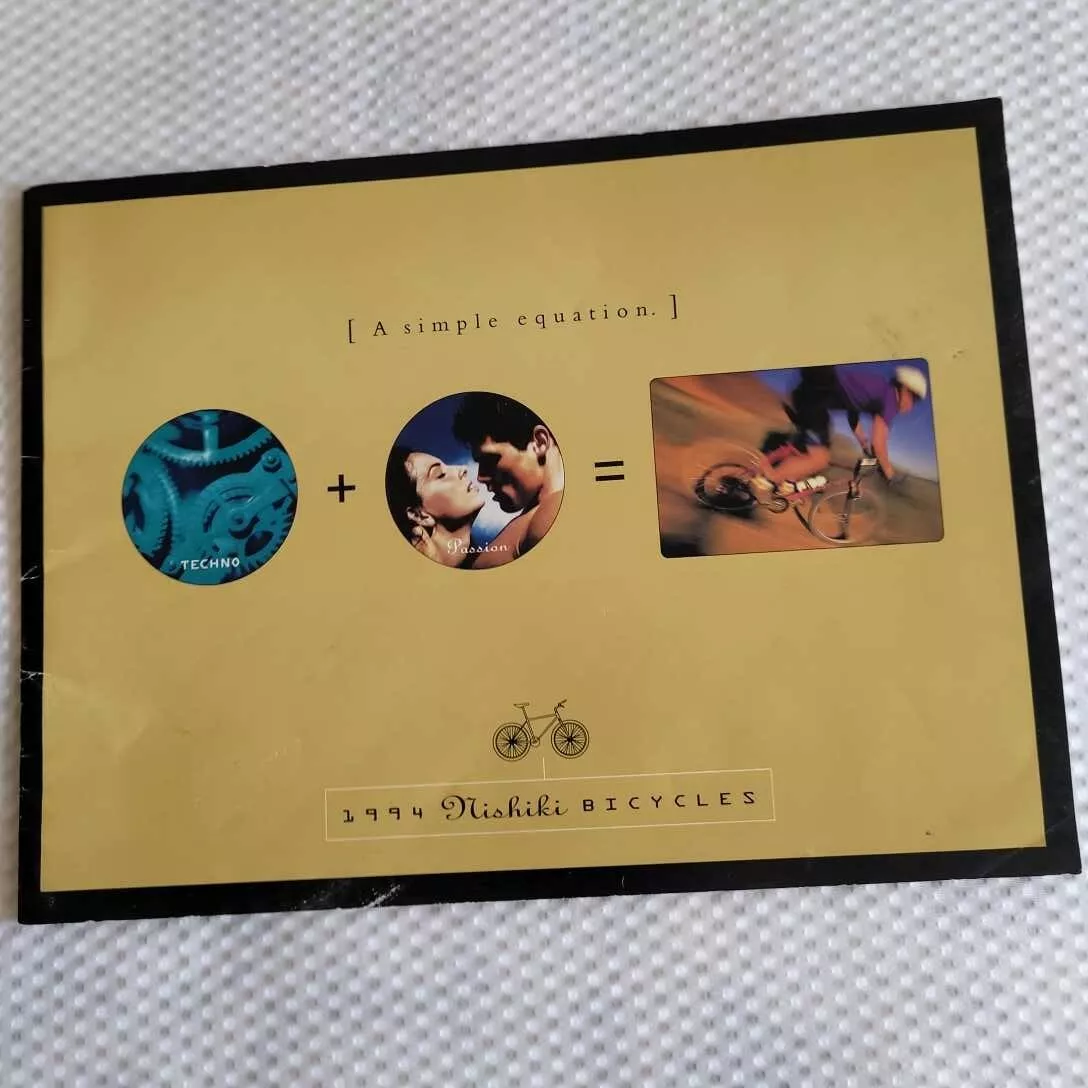 [ A simple equation. ]
TECHNO
+
Passion
=
1994 Nishiki BICYCLES